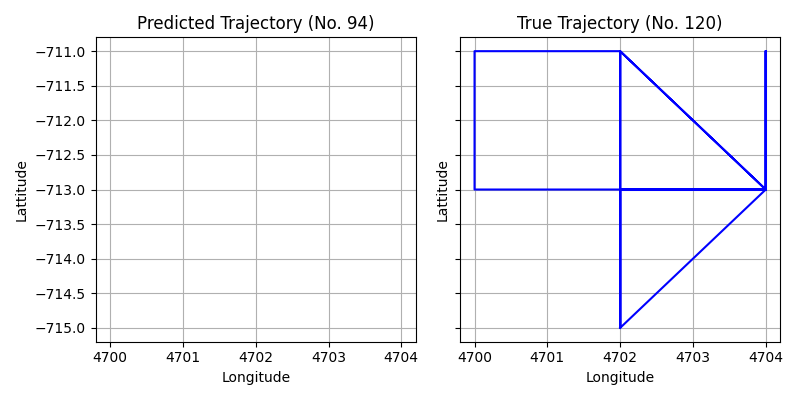 Predicted Trajectory (No. 94)
True Trajectory (No. 120)
−711.0
−711.5
−712.0
−712.5
−713.0
−713.5
−714.0
−714.5
−715.0
Lattitude
Lattitude
4700 4701 4702 4703 4704
4700 4701 4702 4703 4704
Longitude
Longitude